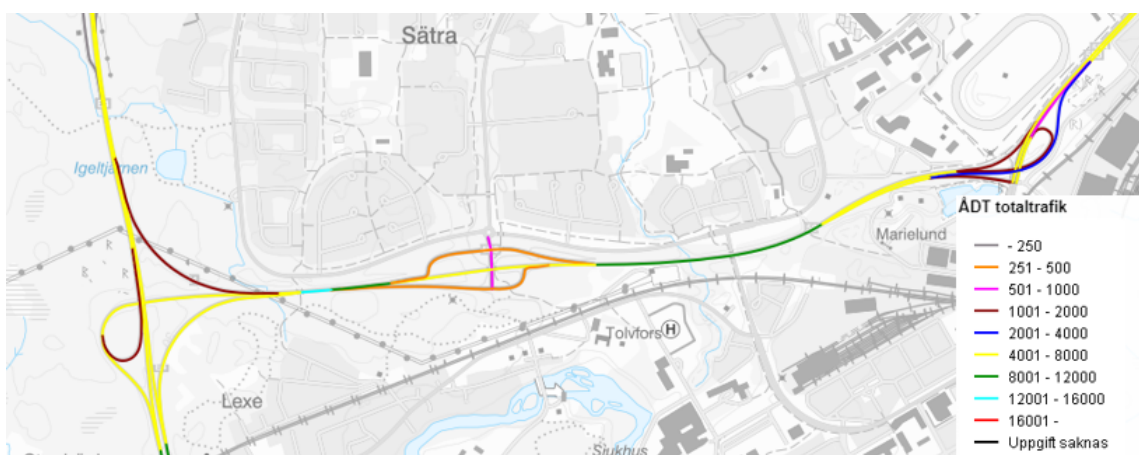 Sätra
Igeltjärnen
ÅDT totaltrafik
Marielund
- 250
251 - 500
501 - 1000
Tolvfors
H
1001 - 2000
2001 - 4000
4001 - 8000
8001 - 12000
Lexe
12001 - 16000
16001 -
Sjukhus
Uppgift saknas